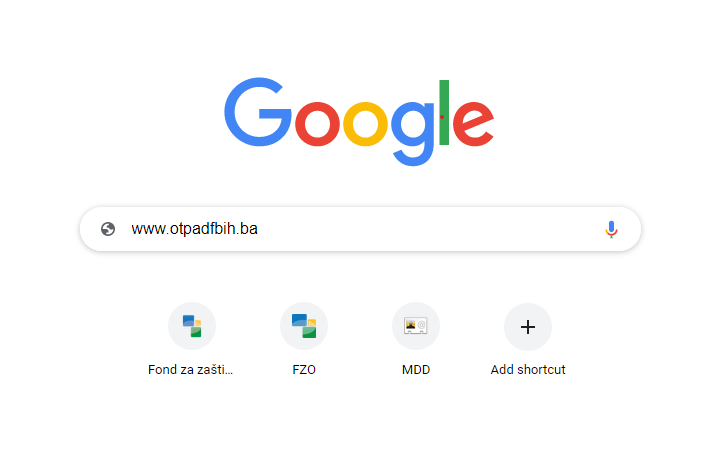 Google
www.otpadfbih.ba
Fond za zašti...
FZO
MDD
Add shortcut